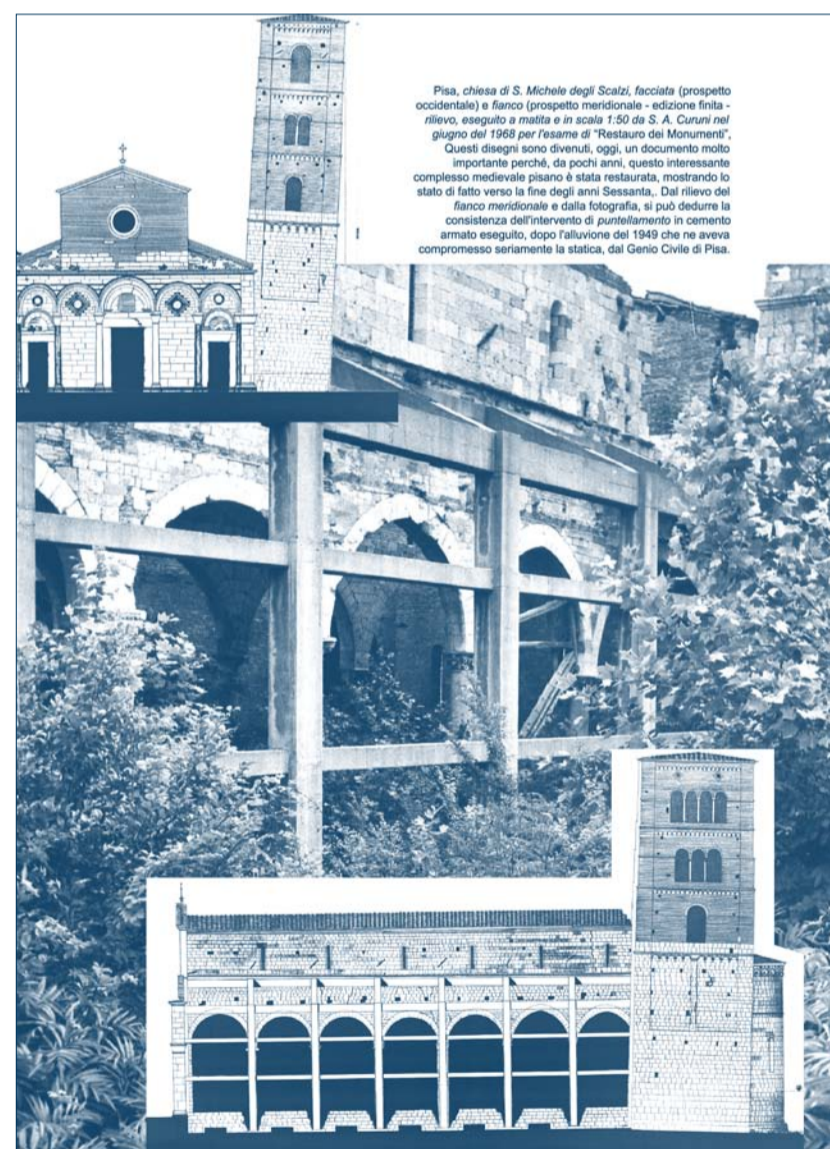 Pisa, chiesa di S. Michele degli Scalzi, facciata (prospetto
occidentale) e fianco (prospetto meridionale - edizione finita -
rilievo, eseguito a matita e in scala 1:50 da S. A. Curuni nel
giugno del 1968 per l'esame di “Restauro dei Monumenti”,
Questi disegni sono divenuti, oggi, un documento molto
importante perché, da pochi anni, questo interessante
complesso medievale pisano è stata restaurata, mostrando lo
stato di fatto verso la fine degli anni Sessanta,. Dal rilievo del
fianco meridionale e dalla fotografia, si può dedurre la
consistenza dell'intervento di puntellamento in cemento
armato eseguito, dopo l'alluvione del 1949 che ne aveva
compromesso seriamente la statica, dal Genio Civile di Pisa.